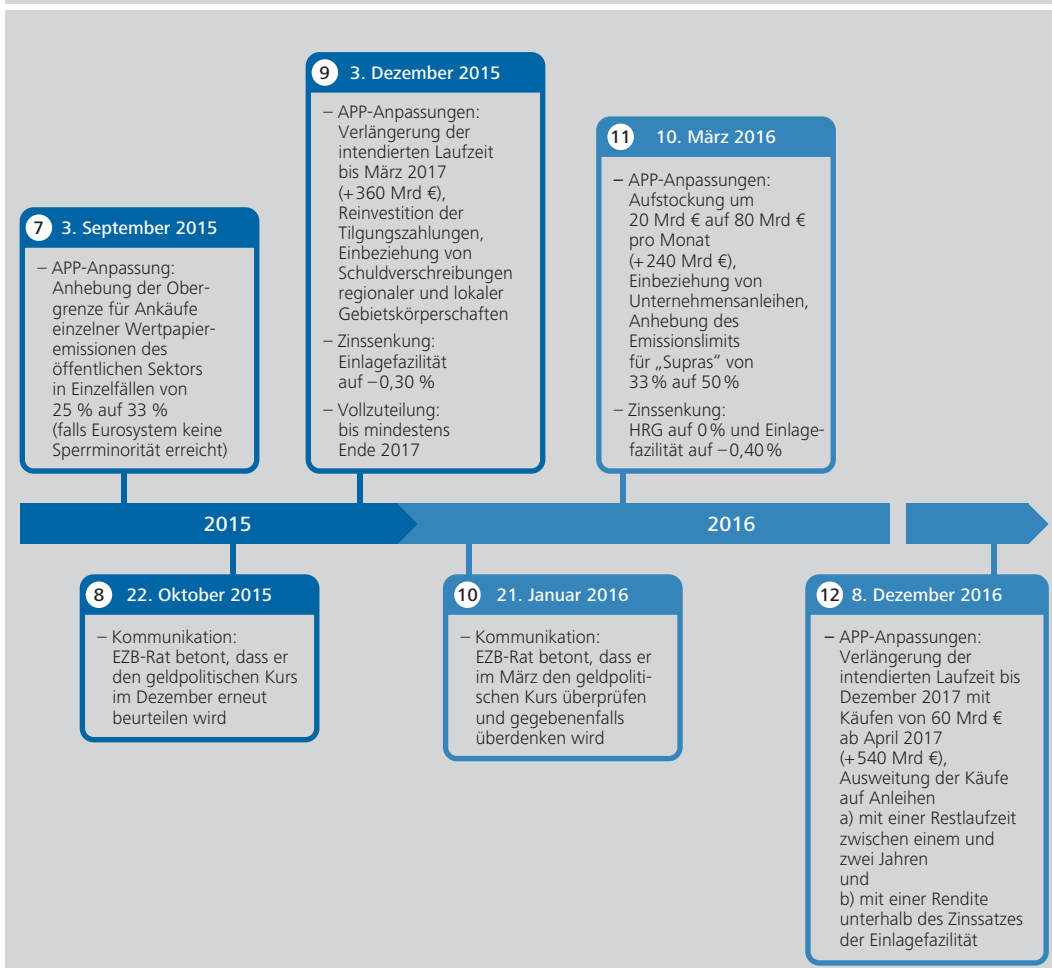 7 3. September 2015
– APP-Anpassung:
Anhebung der Ober-
grenze für Ankäufe
einzelner Wertpapier-
emissionen des
öffentlichen Sektors
in Einzelfällen von
25 % auf 33 %
(falls Eurosystem keine
Sperrminorität erreicht)
9 3. Dezember 2015
– APP-Anpassungen:
Verlängerung der
intendierten Laufzeit
bis März 2017
(+360 Mrd €),
Reinvestition der
Tilgungszahlungen,
Einbeziehung von
Schuldverschreibungen
regionaler und lokaler
Gebietskörperschaften
– Zinssenkung:
Einlagefazilität
auf −0,30 %
– Vollzuteilung:
bis mindestens
Ende 2017
11 10. März 2016
– APP-Anpassungen:
Aufstockung um
20 Mrd € auf 80 Mrd €
pro Monat
(+240 Mrd €),
Einbeziehung von
Unternehmensanleihen,
Anhebung des
Emissionslimits
für „Supras“ von
33 % auf 50 %
– Zinssenkung:
HRG auf 0 % und Einlage-
fazilität auf −0,40 %
2015
2016
8 22. Oktober 2015
– Kommunikation:
EZB-Rat betont, dass er
den geldpolitischen Kurs
im Dezember erneut
beurteilen wird
10 21. Januar 2016
– Kommunikation:
EZB-Rat betont, dass er
im März den geldpoliti-
schen Kurs überprüfen
und gegebenenfalls
überdenken wird
12 8. Dezember 2016
– APP-Anpassungen:
Verlängerung der
intendierten Laufzeit bis
Dezember 2017 mit
Käufen von 60 Mrd €
ab April 2017
(+540 Mrd €),
Ausweitung der Käufe
auf Anleihen
a) mit einer Restlaufzeit
zwischen einem und
zwei Jahren
und
b) mit einer Rendite
unterhalb des Zinssatzes
der Einlagefazilität